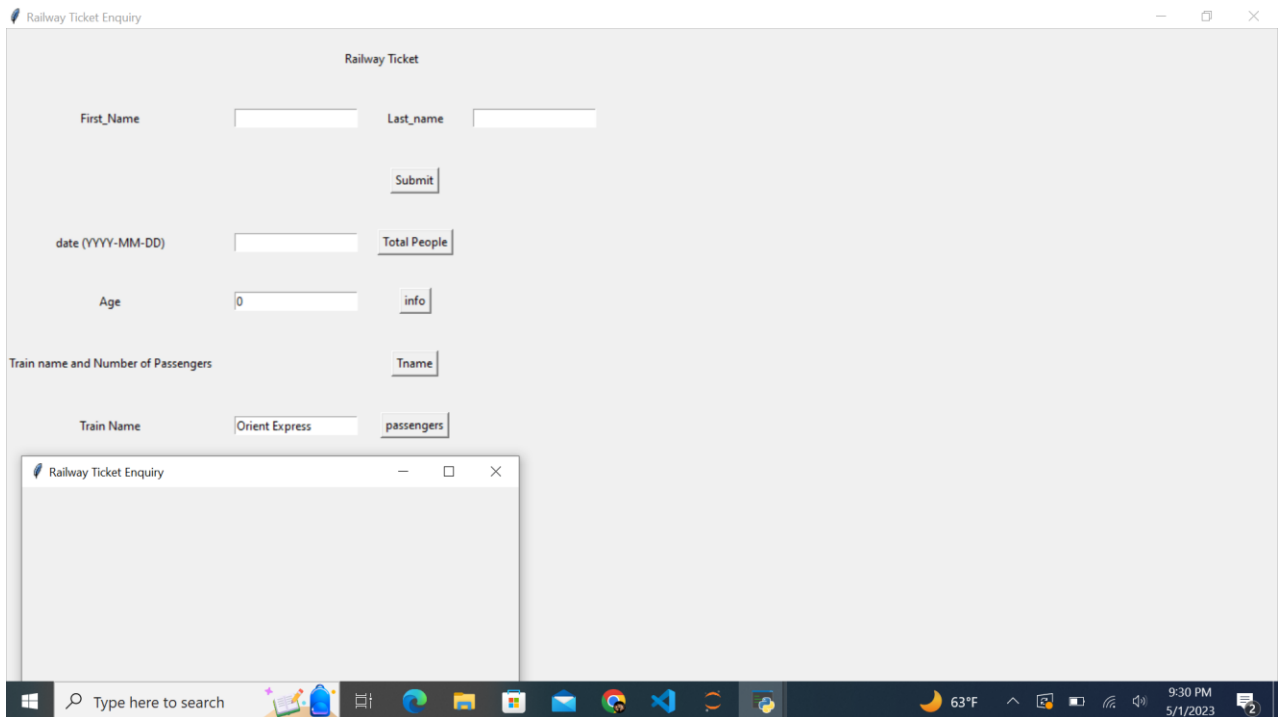 Railway Ticket Enquiry
Railway Ticket
First_Name Last_name
Submit
date (YYYY-MM-DD) Total People
Age 0 info
Train name and Number of Passengers Tname
Train Name Orient Express passengers
Railway Ticket Enquiry
Type here to search 63°F 9:30 PM
5/1/2023 2